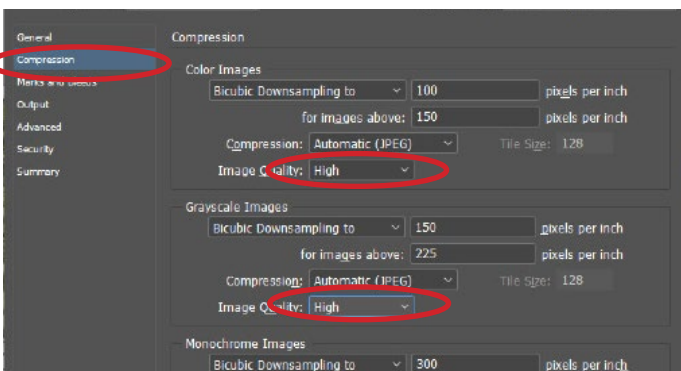 General
Compression
Marks and Bleeds
Output
Advanced
Security
Summary
Compression
Color Images
Bicubic Downsampling to 100 pixels per inch
for images above: 150 pixels per inch
Compression: Automatic (JPEG) Tile Size: 128
Image Quality: High
Grayscale Images
Bicubic Downsampling to 150 pixels per inch
for images above: 225 pixels per inch
Compression: Automatic (JPEG) Tile Size: 128
Image Quality: High
Monochrome Images
Bicubic Downsampling to 300 pixels per inch